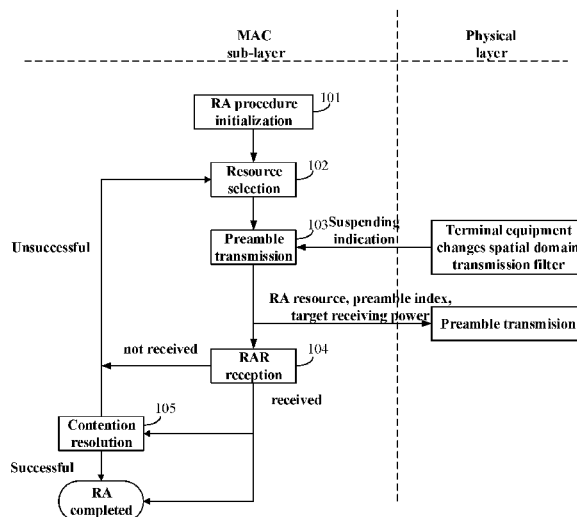 MAC
sub-layer
Physical
layer
101
RA procedure
initialization
102
Resource
selection
103
Preamble
transmission
Suspending
indication
Terminal equipment
changes spatial domain
transmission filter
Unsuccessful
RA resource, preamble index,
target receiving power
Preamble transmision
104
RAR
reception
not received
received
105
Contention
resolution
Successful
RA
completed